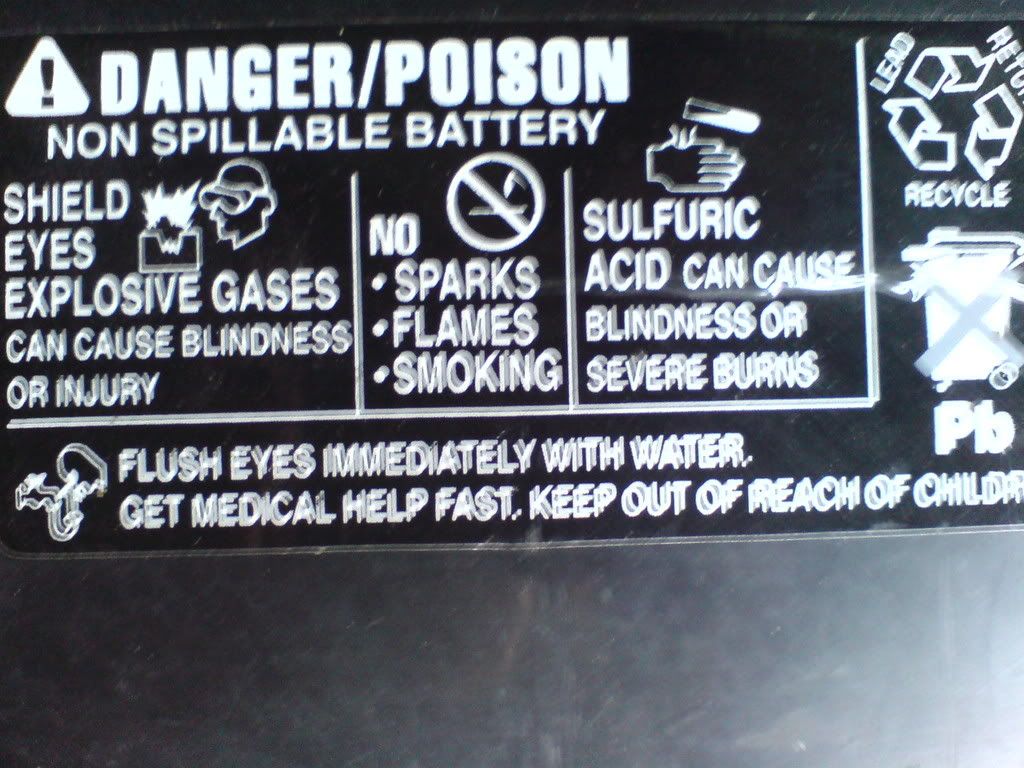 DANGER/POISON
NON SPILLABLE BATTERY
SHIELD
EYES
EXPLOSIVE GASES
CAN CAUSE BLINDNESS
OR INJURY
NO
• SPARKS
• FLAMES
• SMOKING
SULFURIC
ACID CAN CAUSE
BLINDNESS OR
SEVERE BURNS
LEAD
RECYCLE
Pb
FLUSH EYES IMMEDIATELY WITH WATER.
GET MEDICAL HELP FAST. KEEP OUT OF REACH OF CHILDR